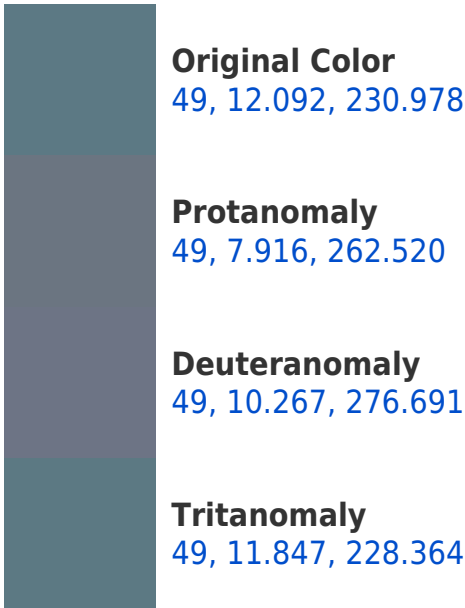 Original Color
49, 12.092, 230.978
Protanomaly
49, 7.916, 262.520
Deuteranomaly
49, 10.267, 276.691
Tritanomaly
49, 11.847, 228.364